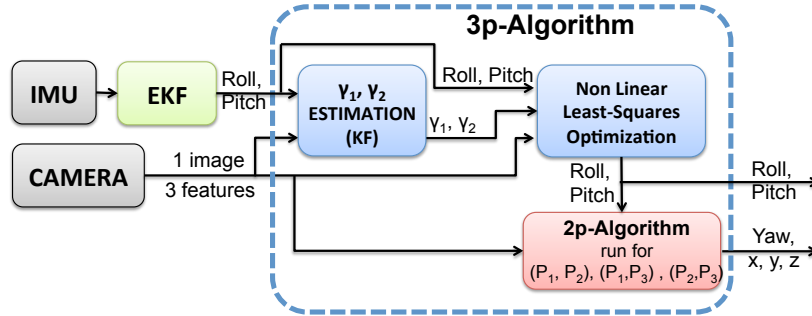 3p-Algorithm
IMU
EKF
Roll,
Pitch
γ₁, γ₂
ESTIMATION
(KF)
Roll, Pitch
γ₁, γ₂
Non Linear
Least-Squares
Optimization
CAMERA
1 image
3 features
Roll,
Pitch
Roll,
Pitch
2p-Algorithm
run for
(P₁, P₂), (P₁,P₃) , (P₂,P₃)
Yaw,
x, y, z